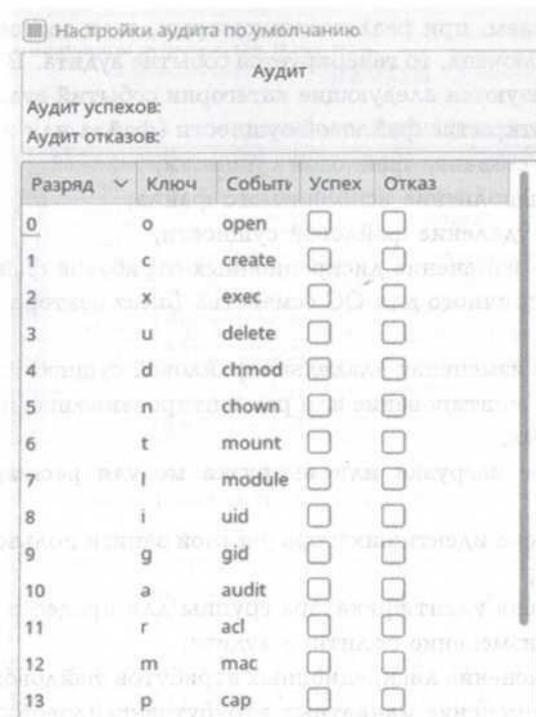 Настройки аудита по умолчанию
Аудит
Аудит успехов:
Аудит отказов:
Разряд Ключ Событи Успех Отказ
0 o open
1 c create
2 x exec
3 u delete
4 d chmod
5 n chown
6 t mount
7 l module
8 i uid
9 g gid
10 a audit
11 r acl
12 m mac
13 p cap